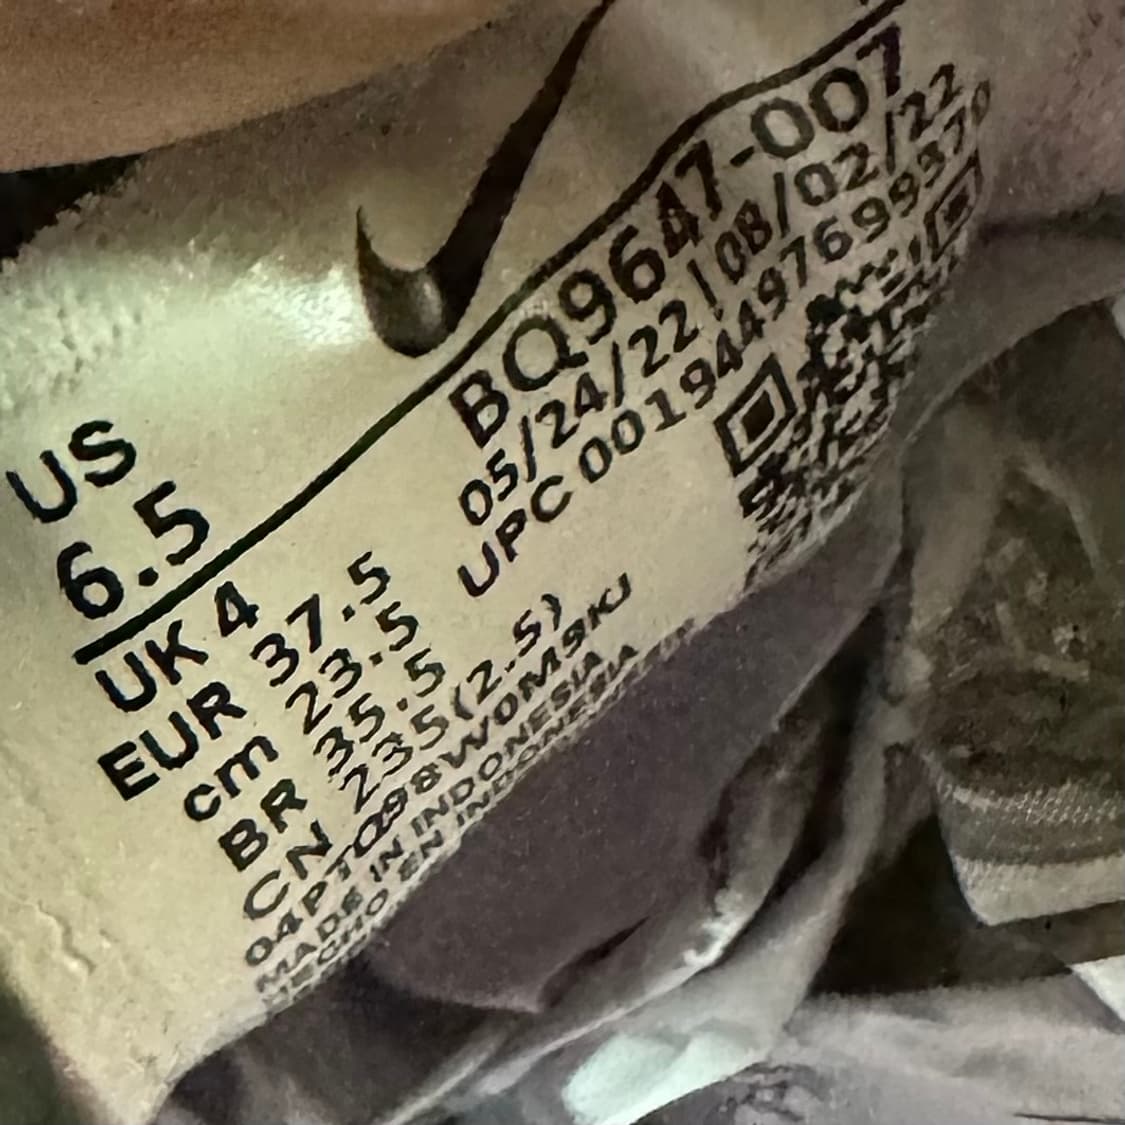 US
6.5
UK 4
EUR 37.5
cm 23.5
BR 35.5
CN 235(2.5)
04PTQ98W0M9KJ
MADE IN INDONESIA
HECHO EN INDONESIA
BQ9647-007
05/24/22 | 08/02/22
UPC 00194497699370